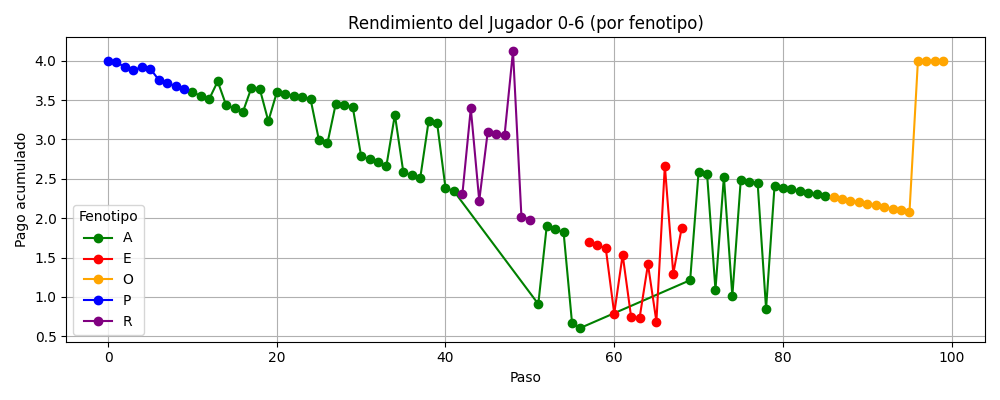 Rendimiento del Jugador 0-6 (por fenotipo)
Pago acumulado
4.0
3.5
3.0
2.5
2.0
1.5
1.0
0.5
Fenotipo
A
E
O
P
R
0 20 40 60 80 100
Paso